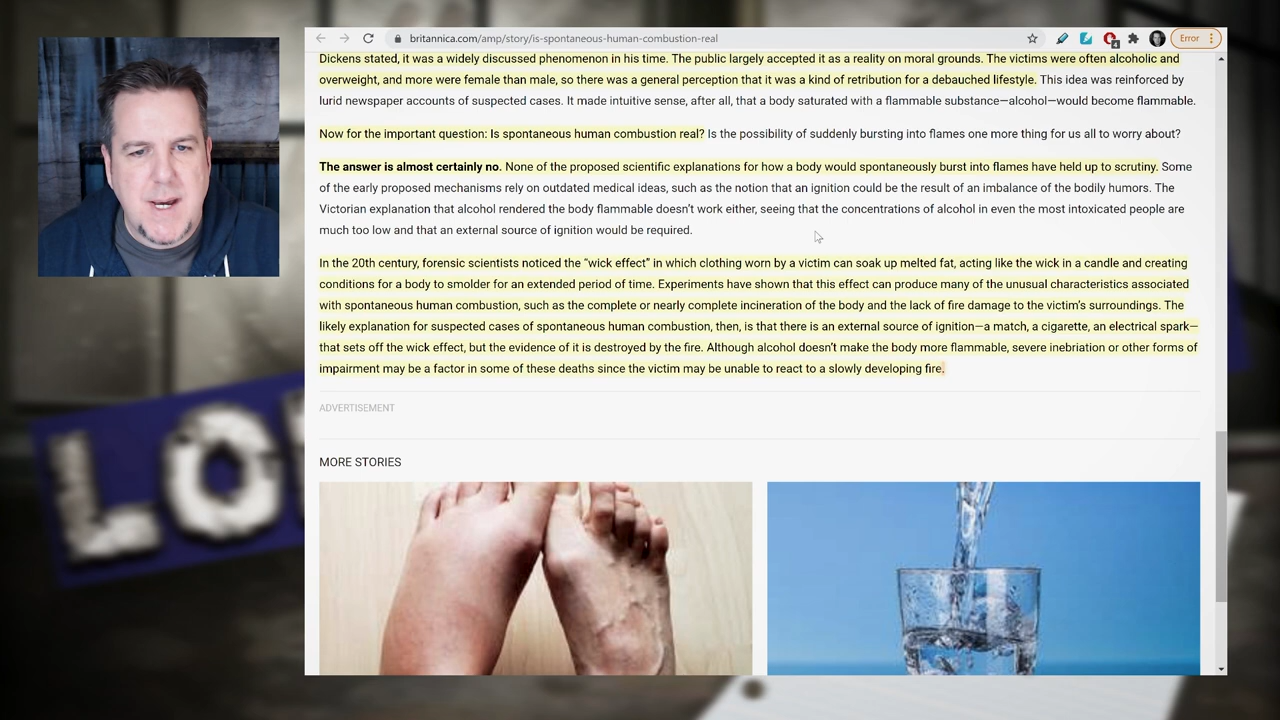 britannica.com/amp/story/is-spontaneous-human-combustion-real
Error
4
Dickens stated, it was a widely discussed phenomenon in his time. The public largely accepted it as a reality on moral grounds. The victims were often alcoholic and
overweight, and more were female than male, so there was a general perception that it was a kind of retribution for a debauched lifestyle. This idea was reinforced by
lurid newspaper accounts of suspected cases. It made intuitive sense, after all, that a body saturated with a flammable substance—alcohol—would become flammable.
Now for the important question: Is spontaneous human combustion real? Is the possibility of suddenly bursting into flames one more thing for us all to worry about?
The answer is almost certainly no. None of the proposed scientific explanations for how a body would spontaneously burst into flames have held up to scrutiny. Some
of the early proposed mechanisms rely on outdated medical ideas, such as the notion that an ignition could be the result of an imbalance of the bodily humors. The
Victorian explanation that alcohol rendered the body flammable doesn’t work either, seeing that the concentrations of alcohol in even the most intoxicated people are
much too low and that an external source of ignition would be required.
In the 20th century, forensic scientists noticed the “wick effect” in which clothing worn by a victim can soak up melted fat, acting like the wick in a candle and creating
conditions for a body to smolder for an extended period of time. Experiments have shown that this effect can produce many of the unusual characteristics associated
with spontaneous human combustion, such as the complete or nearly complete incineration of the body and the lack of fire damage to the victim’s surroundings. The
likely explanation for suspected cases of spontaneous human combustion, then, is that there is an external source of ignition—a match, a cigarette, an electrical spark—
that sets off the wick effect, but the evidence of it is destroyed by the fire. Although alcohol doesn’t make the body more flammable, severe inebriation or other forms of
impairment may be a factor in some of these deaths since the victim may be unable to react to a slowly developing fire.
ADVERTISEMENT
MORE STORIES
LO